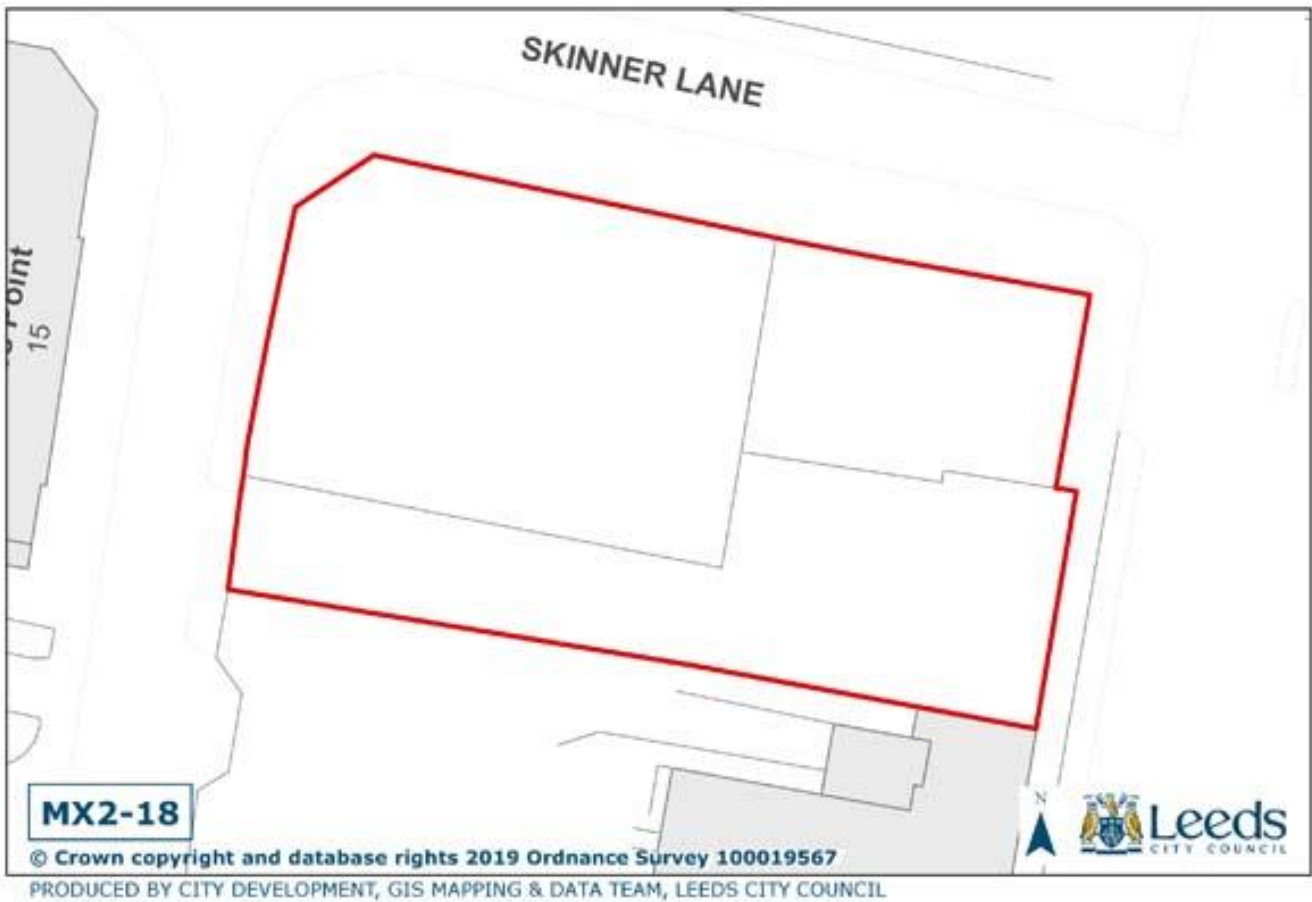 SKINNER LANE
Point
15
MX2-18
N
Leeds
CITY COUNCIL
© Crown copyright and database rights 2019 Ordnance Survey 100019567
PRODUCED BY CITY DEVELOPMENT, GIS MAPPING & DATA TEAM, LEEDS CITY COUNCIL